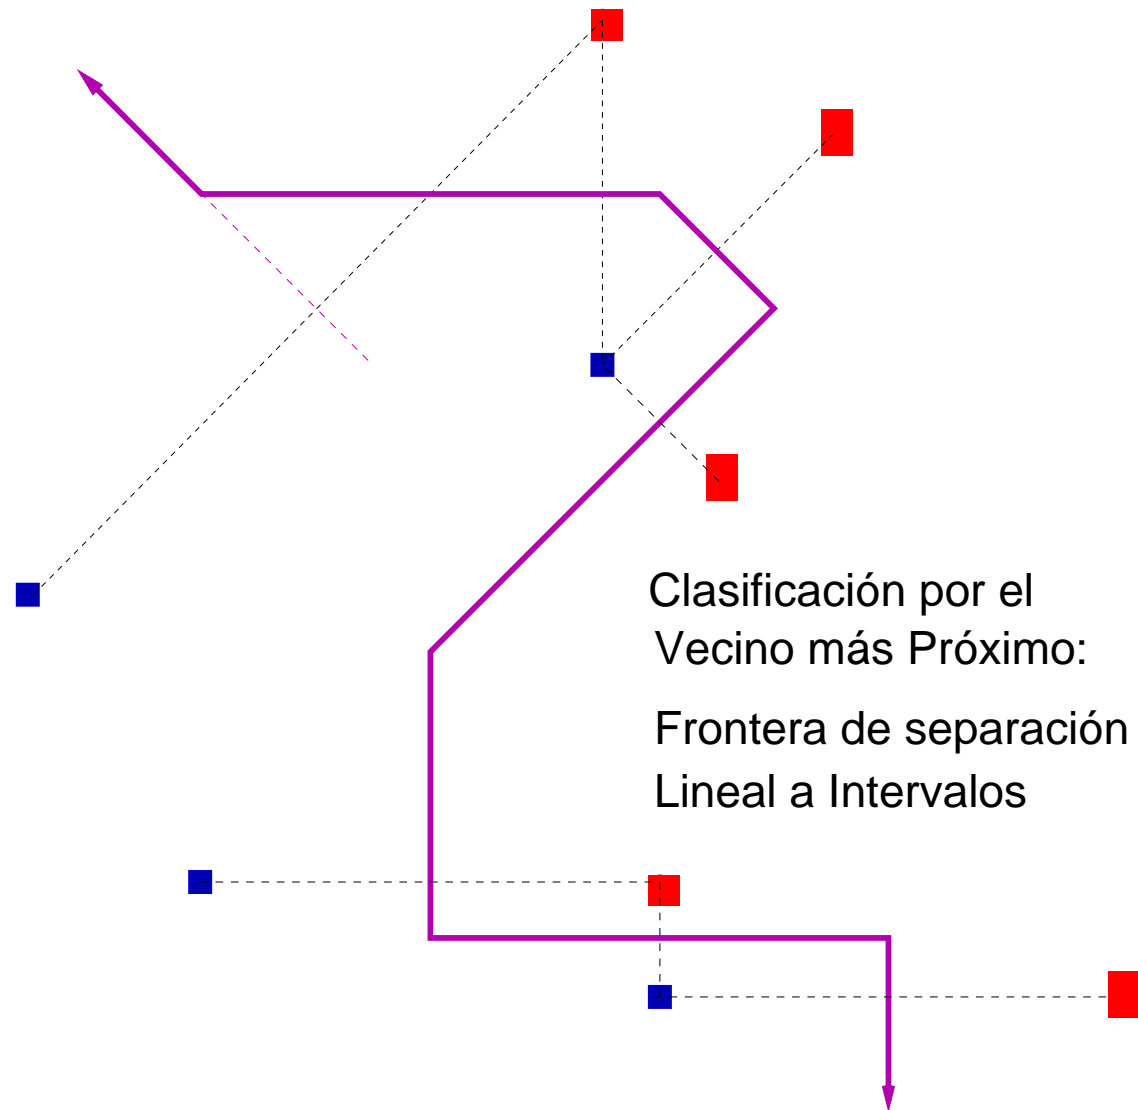 Clasificación por el
Vecino más Próximo:
Frontera de separación
Lineal a Intervalos